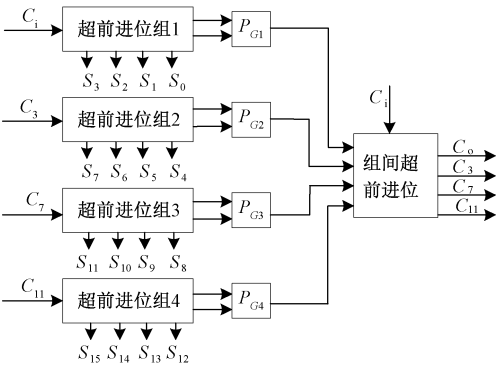 Ci 超前进位组1 PG1
S3 S2 S1 S0
C3 超前进位组2 PG2
S7 S6 S5 S4
Ci
组间超前进位
Co
C3
C7
C11
C7 超前进位组3 PG3
S11 S10 S9 S8
C11 超前进位组4 PG4
S15 S14 S13 S12